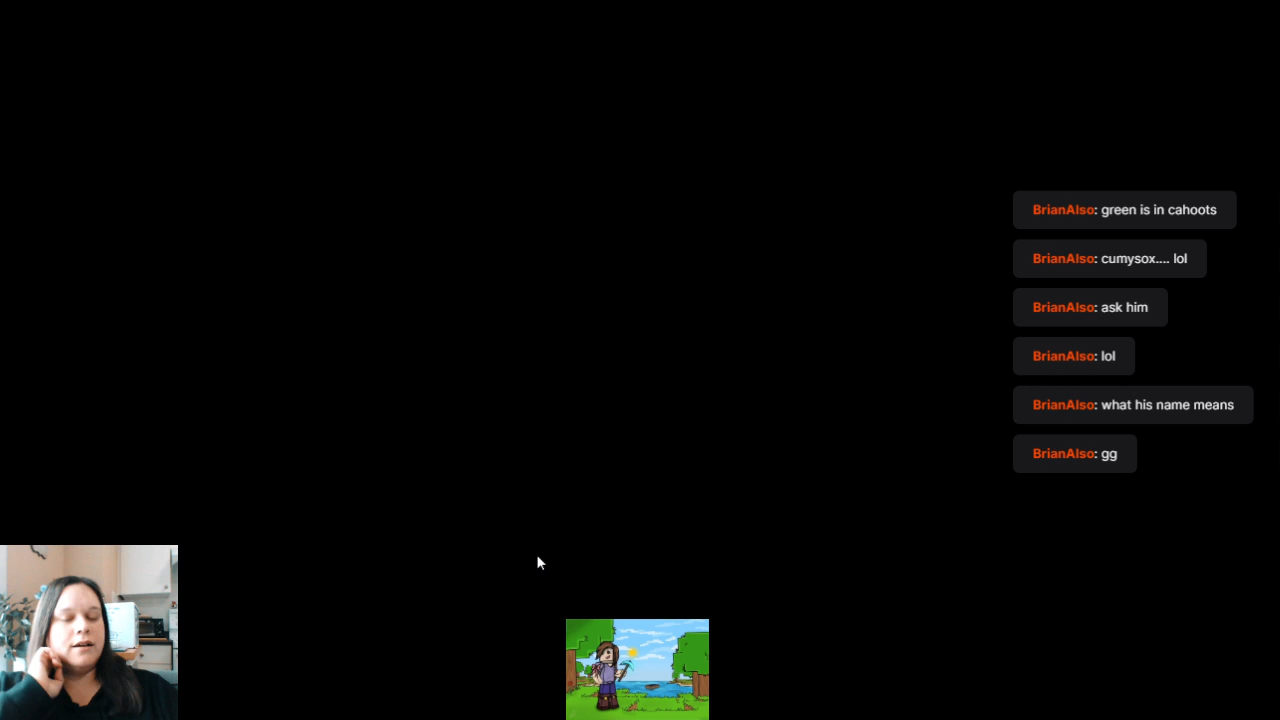 BrianAlso: green is in cahoots
BrianAlso: cumysox.... lol
BrianAlso: ask him
BrianAlso: lol
BrianAlso: what his name means
BrianAlso: gg